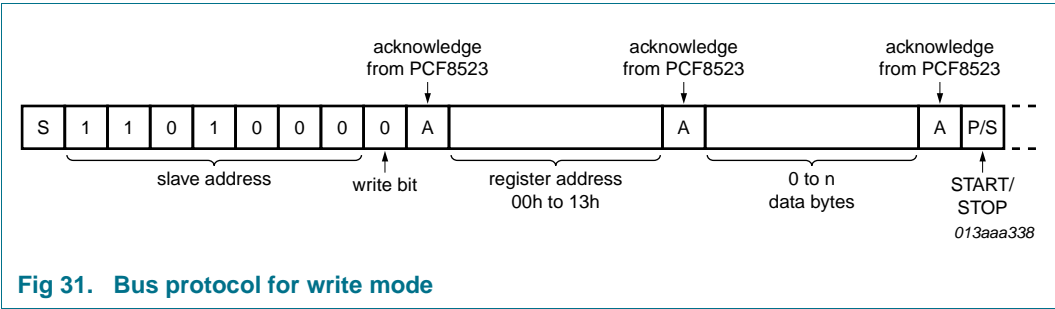 acknowledge acknowledge acknowledge
from PCF8523 from PCF8523 from PCF8523
S 1 1 0 1 0 0 0 0 A A A P/S
slave address write bit register address 0 to n START/
00h to 13h data bytes STOP
013aaa338
Fig 31. Bus protocol for write mode